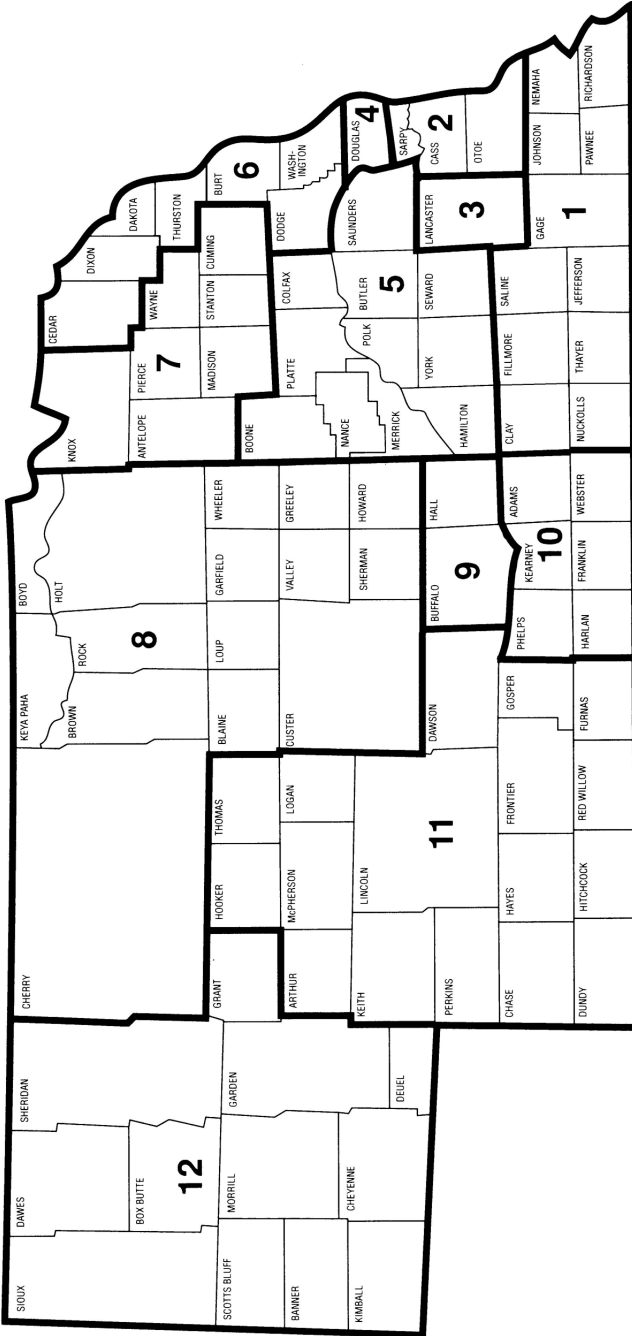 SIOUX
DAWES
SHERIDAN
CHERRY
KEYA PAHA
BOYD
HOLT
BROWN
ROCK
8
KNOX
CEDAR
DIXON
DAKOTA
BOX BUTTE
12
SCOTTS BLUFF
MORRILL
GARDEN
GRANT
HOOKER
THOMAS
BLAINE
LOUP
GARFIELD
WHEELER
ANTELOPE
PIERCE
7
WAYNE
THURSTON
MADISON
STANTON
CUMING
BURT
6
BANNER
ARTHUR
McPHERSON
LOGAN
CUSTER
VALLEY
GREELEY
BOONE
PLATTE
COLFAX
DODGE
WASH-
INGTON
KIMBALL
CHEYENNE
DEUEL
KEITH
LINCOLN
SHERMAN
HOWARD
NANCE
MERRICK
POLK
BUTLER
5
SAUNDERS
DOUGLAS
4
SARPY
PERKINS
11
DAWSON
BUFFALO
9
HALL
HAMILTON
YORK
SEWARD
LANCASTER
3
CASS
2
OTOE
CHASE
HAYES
FRONTIER
GOSPER
PHELPS
KEARNEY
10
ADAMS
CLAY
FILLMORE
SALINE
GAGE
1
JOHNSON
NEMAHA
DUNDY
HITCHCOCK
RED WILLOW
FURNAS
HARLAN
FRANKLIN
WEBSTER
NUCKOLLS
THAYER
JEFFERSON
PAWNEE
RICHARDSON